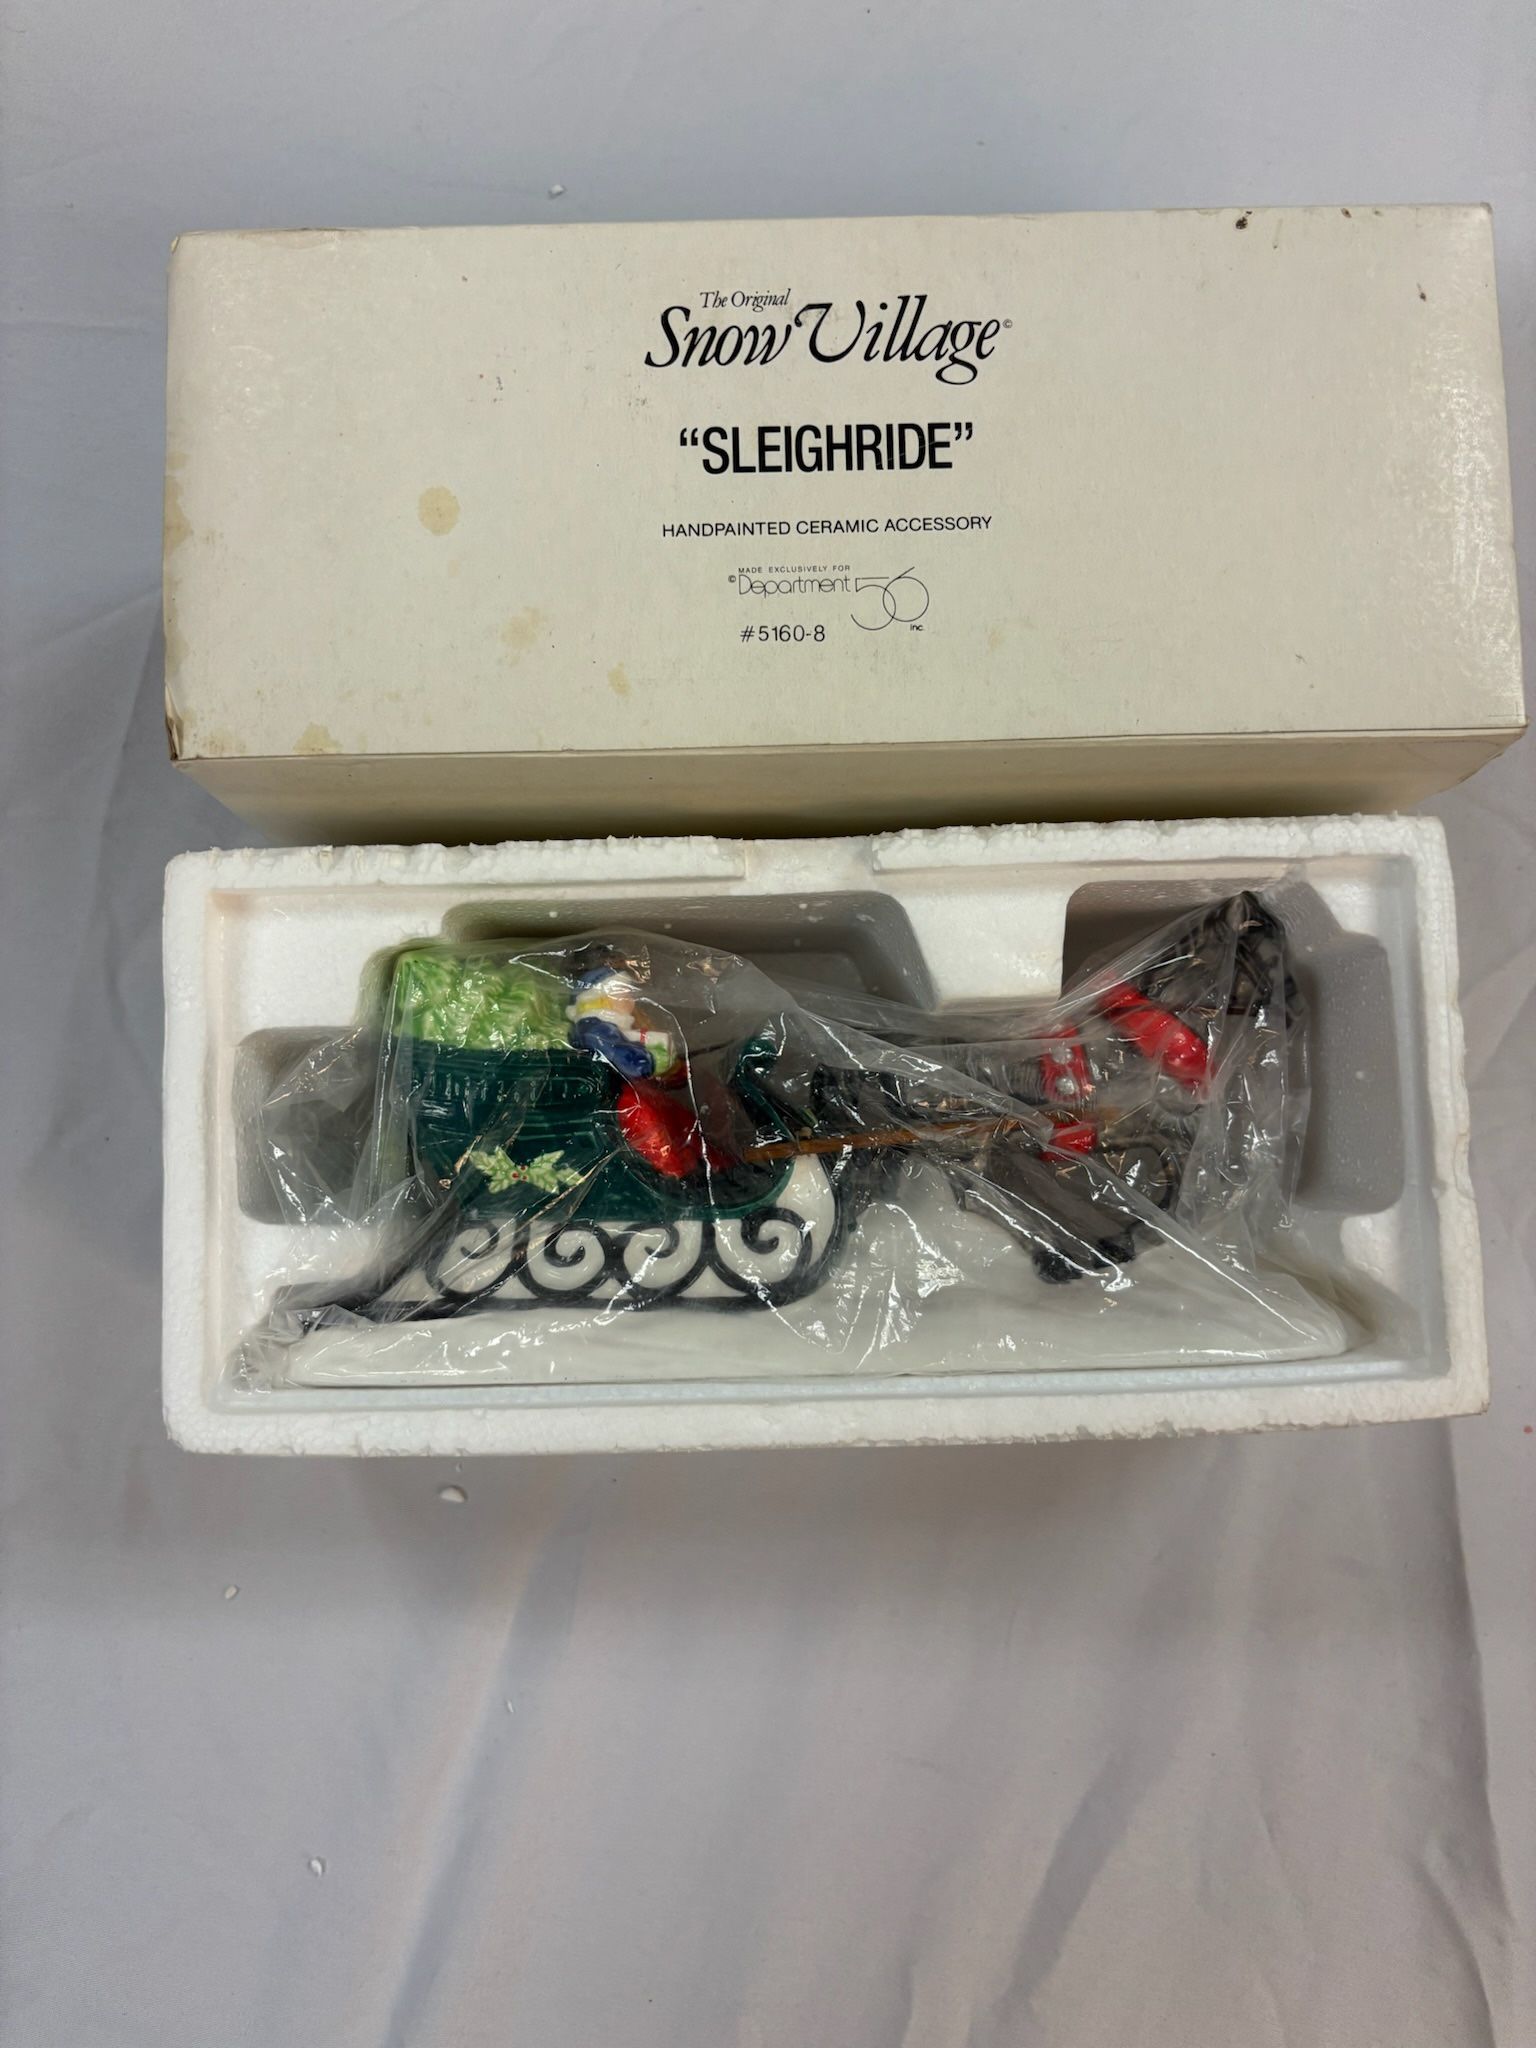 The Original
Snow Village©
“SLEIGHRIDE”
HANDPAINTED CERAMIC ACCESSORY
MADE EXCLUSIVELY FOR
©Department 56 Inc.
#5160-8